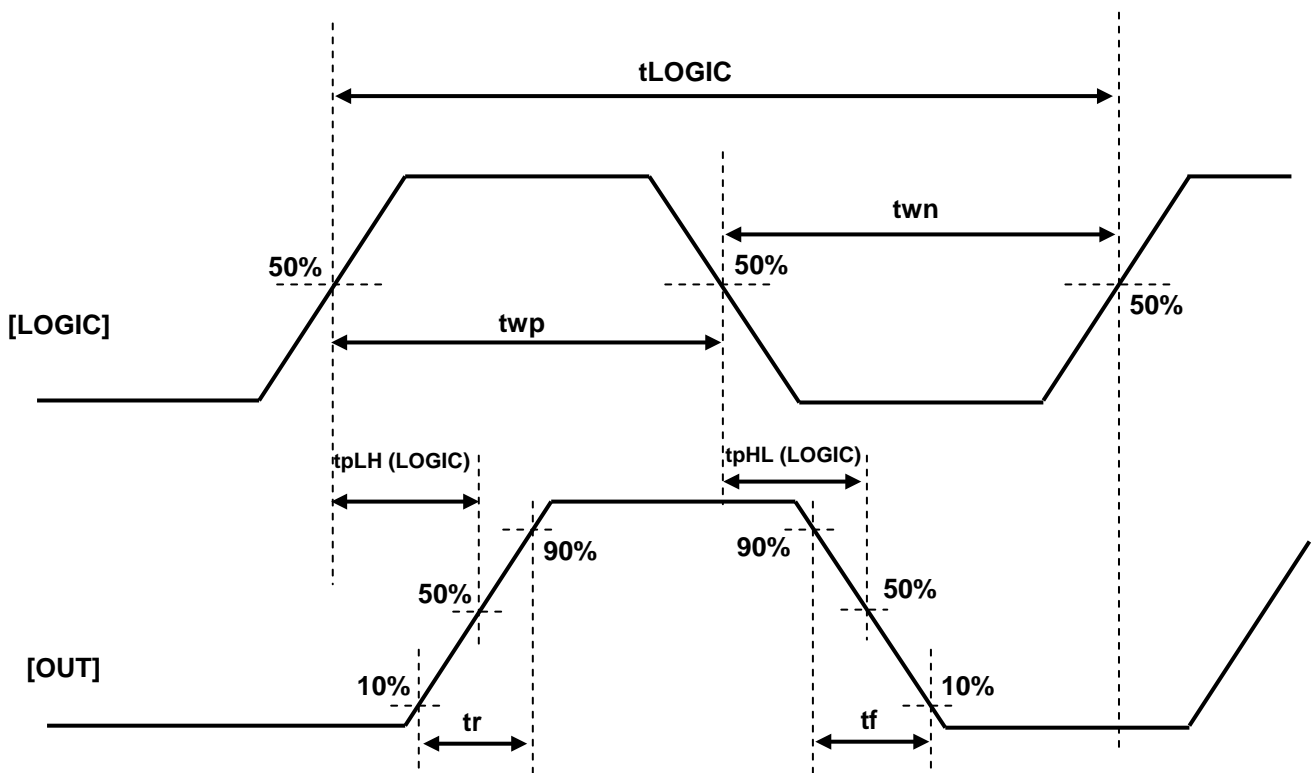 tLOGIC
twn
50%
50%
50%
[LOGIC]
twp
tpLH (LOGIC)
tpHL (LOGIC)
90%
90%
50%
50%
[OUT]
10%
10%
tr
tf